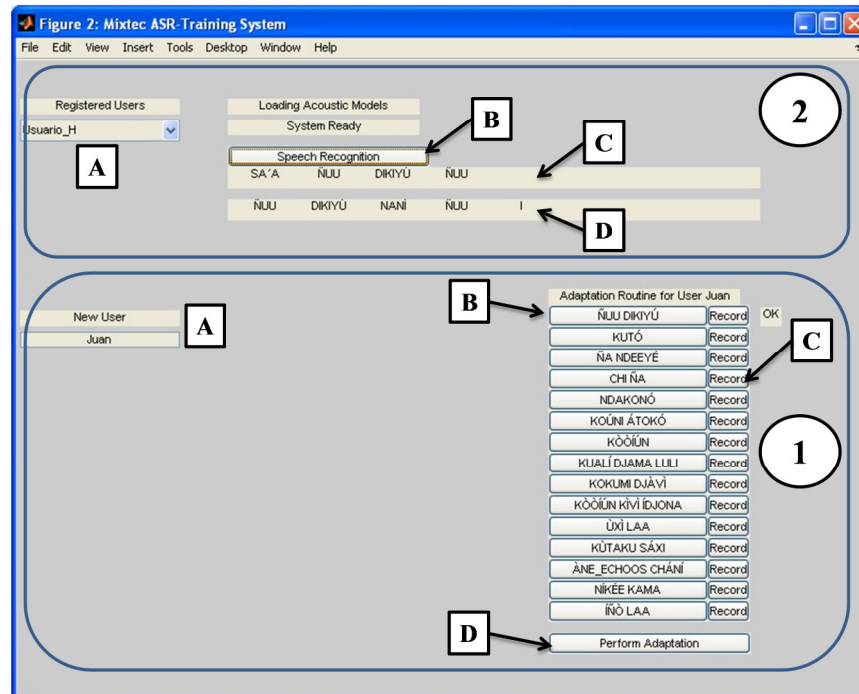 Figure 2: Mixtec ASR-Training System
File Edit View Insert Tools Desktop Window Help
Registered Users
Loading Acoustic Models
2
Usuario_H
System Ready
B
A
Speech Recognition
C
SA´A ÑUU DIKIYÙ ÑUU
ÑUU DIKIYÙ NANÌ ÑUU I
D
New User
A
Juan
Adaptation Routine for User Juan
B
ÑUU DIKIYÚ Record OK
KUTÓ Record
C
ÑA NDEEYÉ Record
CHI ÑA Record
NDAKONÓ Record
KOÚNI ÁTOKÓ Record
1
KÒÒÍÚN Record
KUALÍ DJAMA LULI Record
KOKUMI DJÀVÌ Record
KÒÒÍÚN KÌVÌ ÍDJONA Record
ÙXÌ LAA Record
KÙTAKU SÁXI Record
ÀNE_ECHOOS CHÁNÍ Record
NÍKÉE KAMA Record
ÍÑÒ LAA Record
D
Perform Adaptation